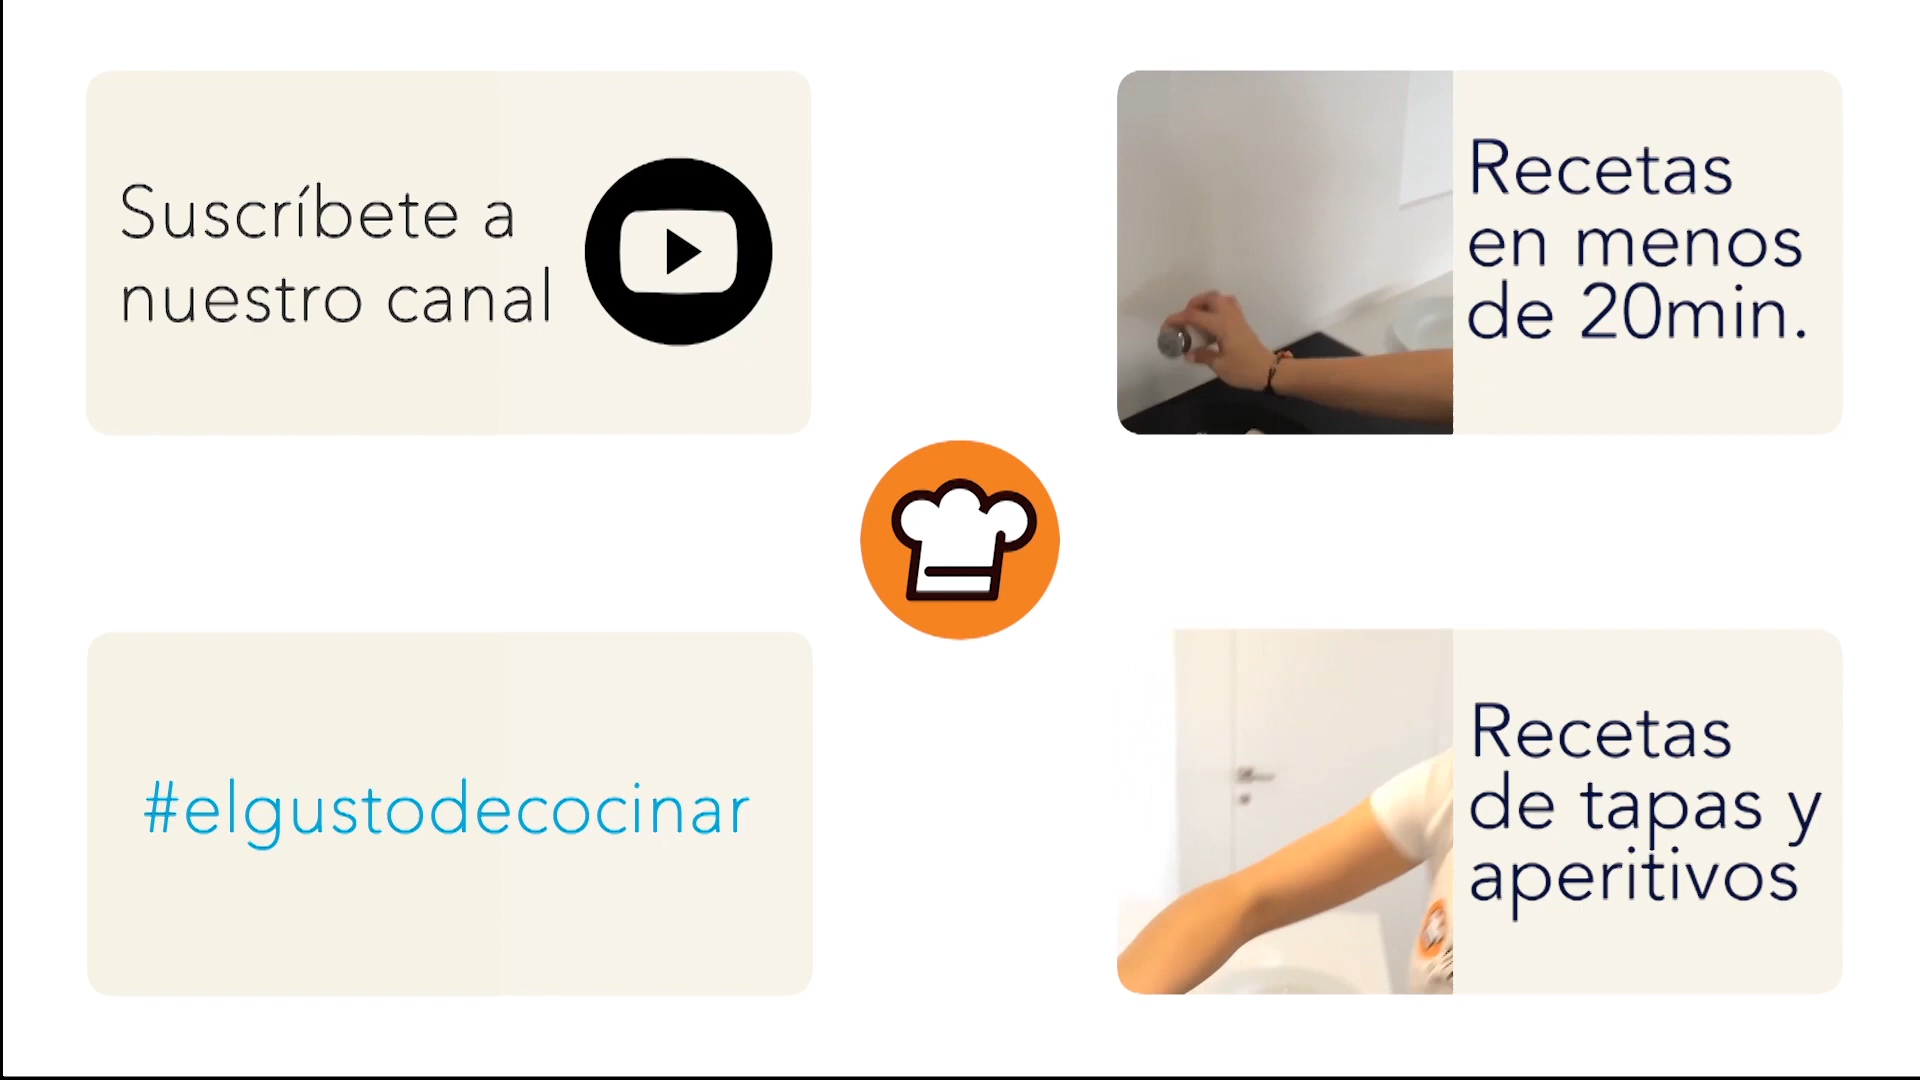 Suscríbete a
nuestro canal
Recetas
en menos
de 20min.
#elgustodecocinar
Recetas
de tapas y
aperitivos